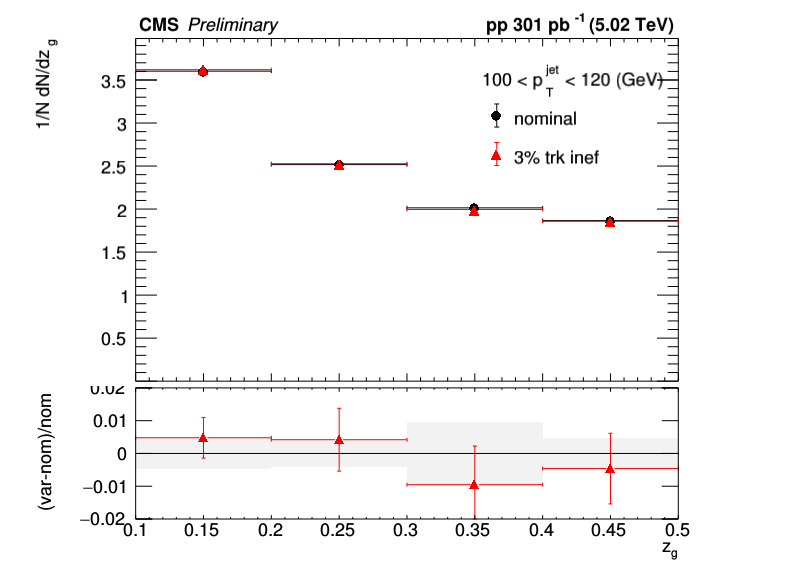 CMS Preliminary
pp 301 pb⁻¹ (5.02 TeV)
1/N dN/dz_g
100 < p_T^jet < 120 (GeV)
nominal
3% trk inef
3.5
3
2.5
2
1.5
1
0.5
(var-nom)/nom
0.02
0.01
0
−0.01
−0.02
0.1 0.15 0.2 0.25 0.3 0.35 0.4 0.45 0.5
z_g